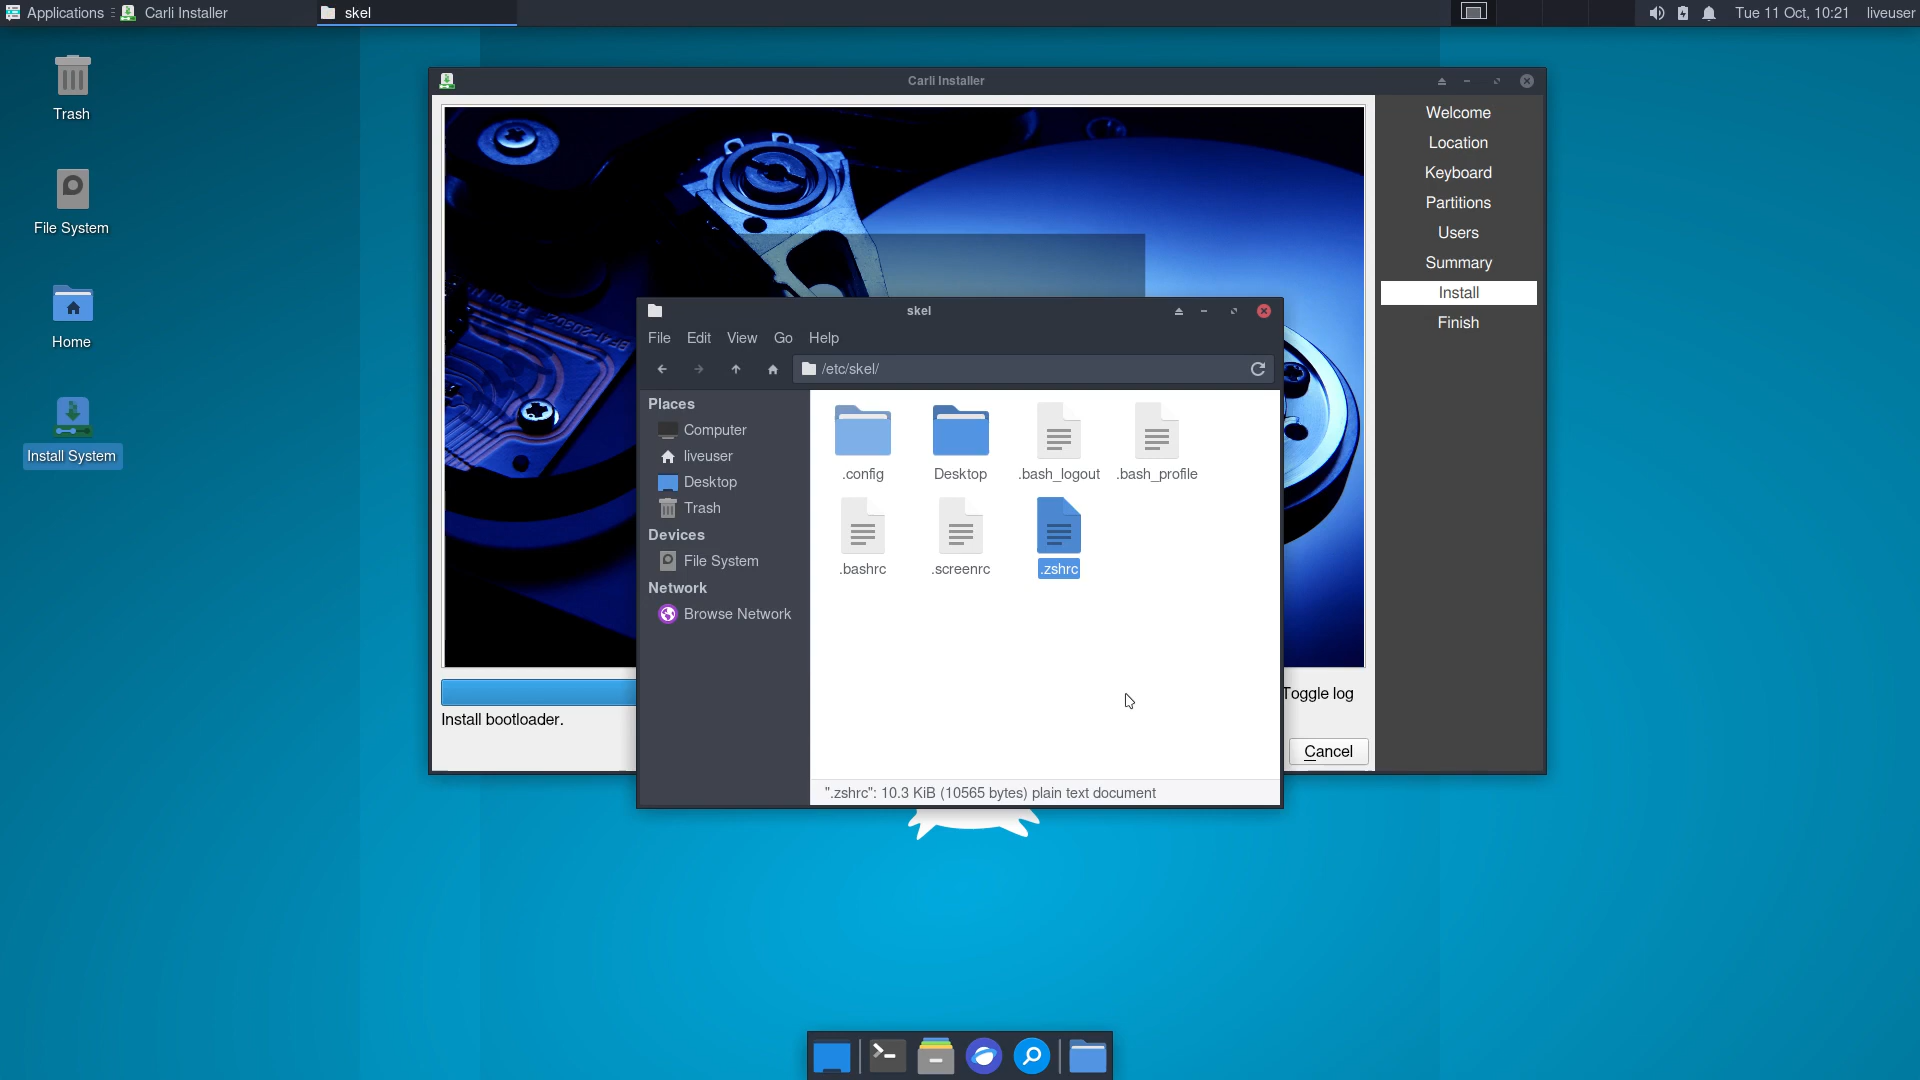 Applications
Carli Installer
skel
Tue 11 Oct, 10:21
liveuser
Trash
File System
Home
Install System
Carli Installer
Welcome
Location
Keyboard
Partitions
Users
Summary
Install
Finish
skel
File Edit View Go Help
/etc/skel/
Places
Computer
liveuser
Desktop
Trash
Devices
File System
Network
Browse Network
.config
Desktop
.bash_logout
.bash_profile
.bashrc
.screenrc
.zshrc
".zshrc": 10.3 KiB (10565 bytes) plain text document
Toggle log
Install bootloader.
Cancel